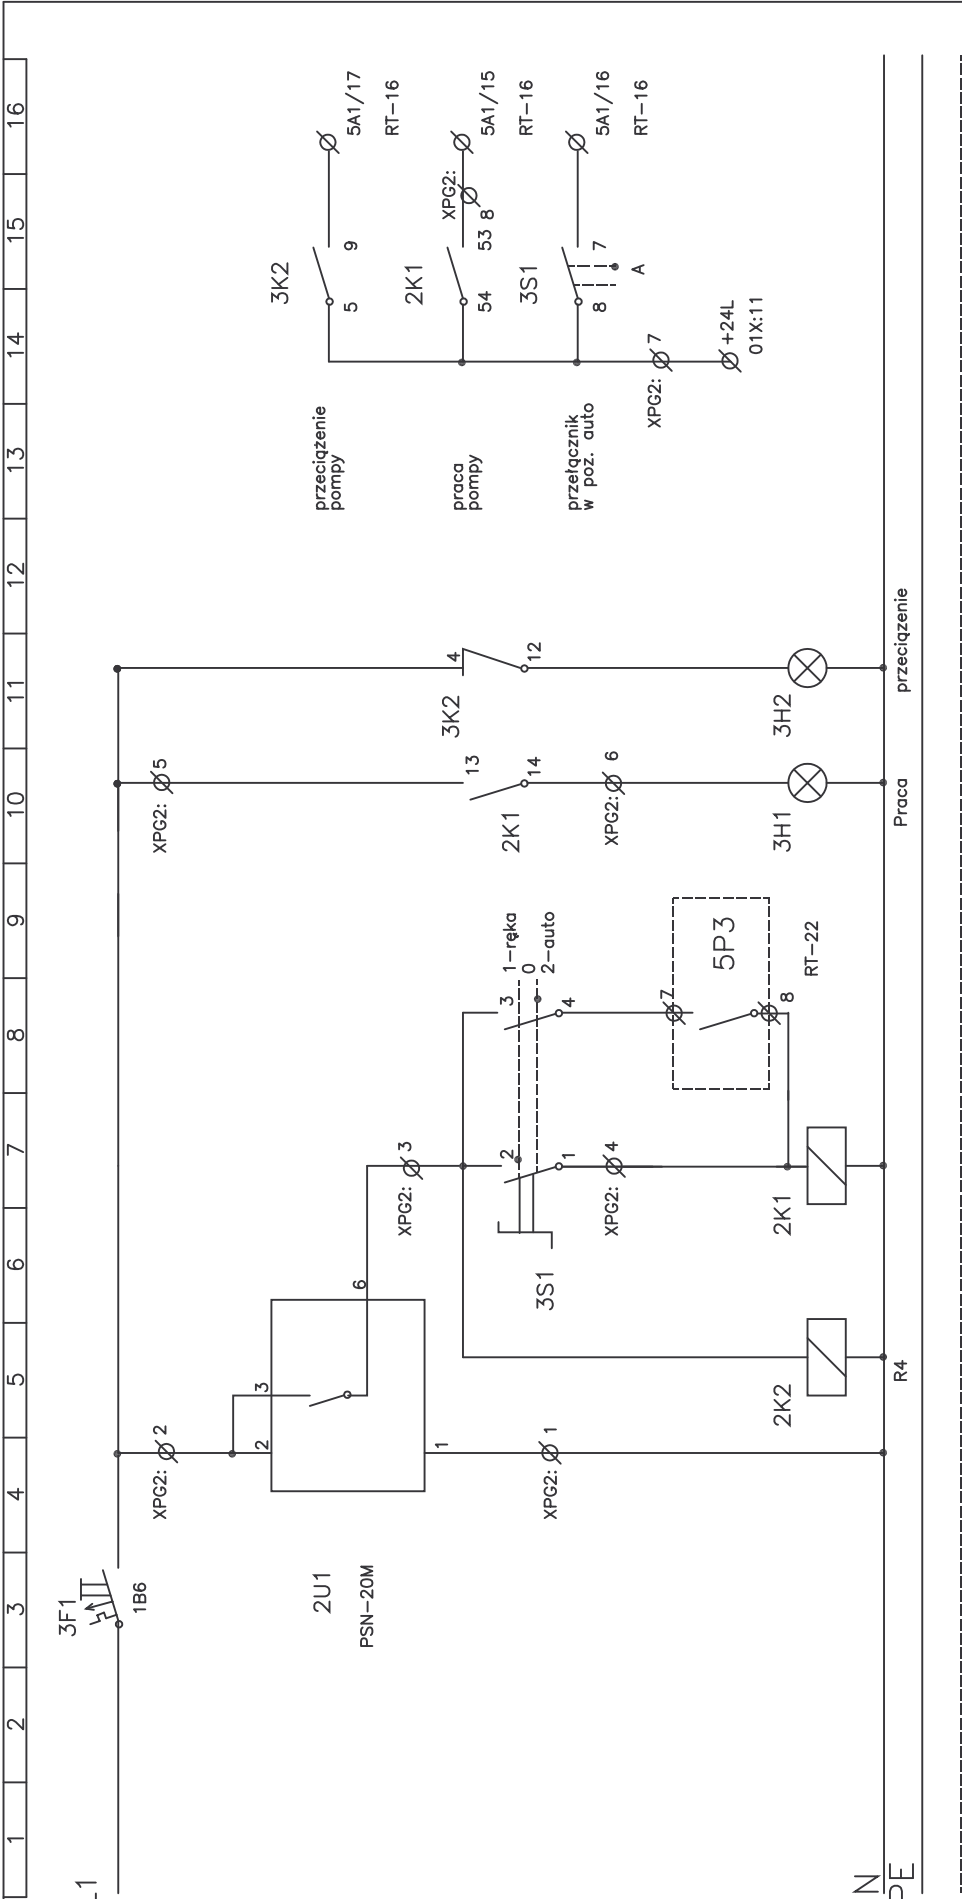 1
2
3
4
5
6
7
8
9
10
11
12
13
14
15
16
3F1
1B6
XPG2: 2
XPG2: 5
2U1
PSN-20M
2
3
1
6
XPG2: 1
XPG2: 3
3S1
2
1
3
4
1-ręka
0
2-auto
XPG2: 4
5P3
7
8
RT-22
2K2
R4
2K1
2K1
13
14
XPG2: 6
3H1
Praca
3K2
4
12
3H2
przeciążenie
przeciążenie
pompy
3K2
5
9
5A1/17
RT-16
praca
pompy
2K1
54
53
XPG2:
8
5A1/15
RT-16
przełącznik
w poz. auto
3S1
8
7
A
5A1/16
RT-16
XPG2: 7
+24L
01X:11
N
PE